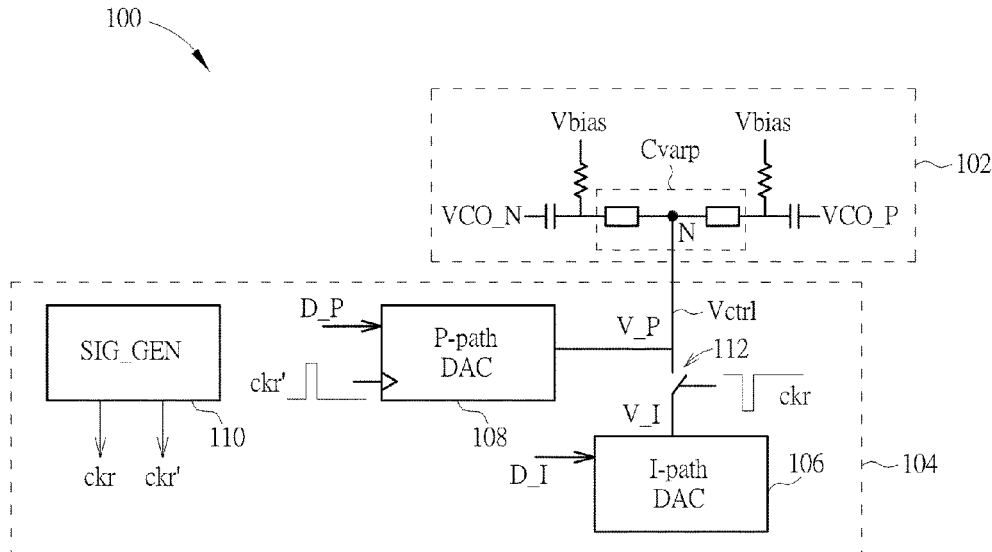 100
Vbias
Vbias
Cvarp
102
VCO_N
VCO_P
N
D_P
V_P
Vctrl
SIG_GEN
P-path
DAC
112
ckr'
ckr
110
108
V_I
ckr
ckr'
D_I
I-path
DAC
106
104